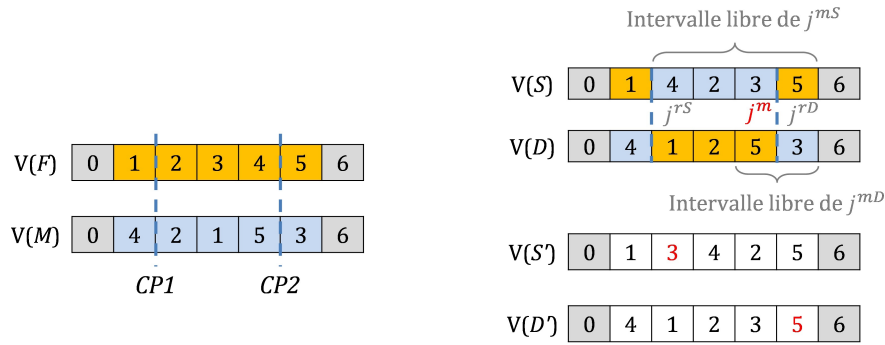 V(F) 0 1 2 3 4 5 6
V(M) 0 4 2 1 5 3 6
CP1 CP2
Intervalle libre de j^{mS}
V(S) 0 1 4 2 3 5 6
j^{rS} j^m j^{rD}
V(D) 0 4 1 2 5 3 6
Intervalle libre de j^{mD}
V(S') 0 1 3 4 2 5 6
V(D') 0 4 1 2 3 5 6